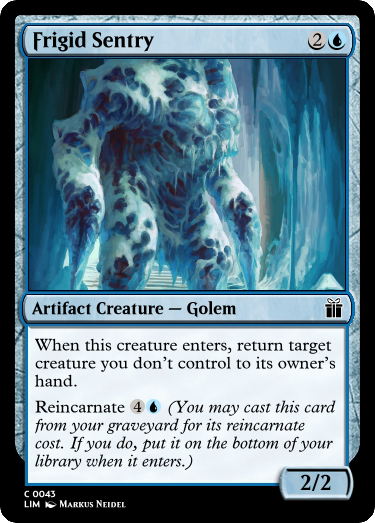 Frigid Sentry 2
Artifact Creature — Golem
When this creature enters, return target
creature you don't control to its owner's
hand.
Reincarnate 4 (You may cast this card
from your graveyard for its reincarnate
cost. If you do, put it on the bottom of your
library when it enters.)
2/2
C 0043
LIM Markus Neidel